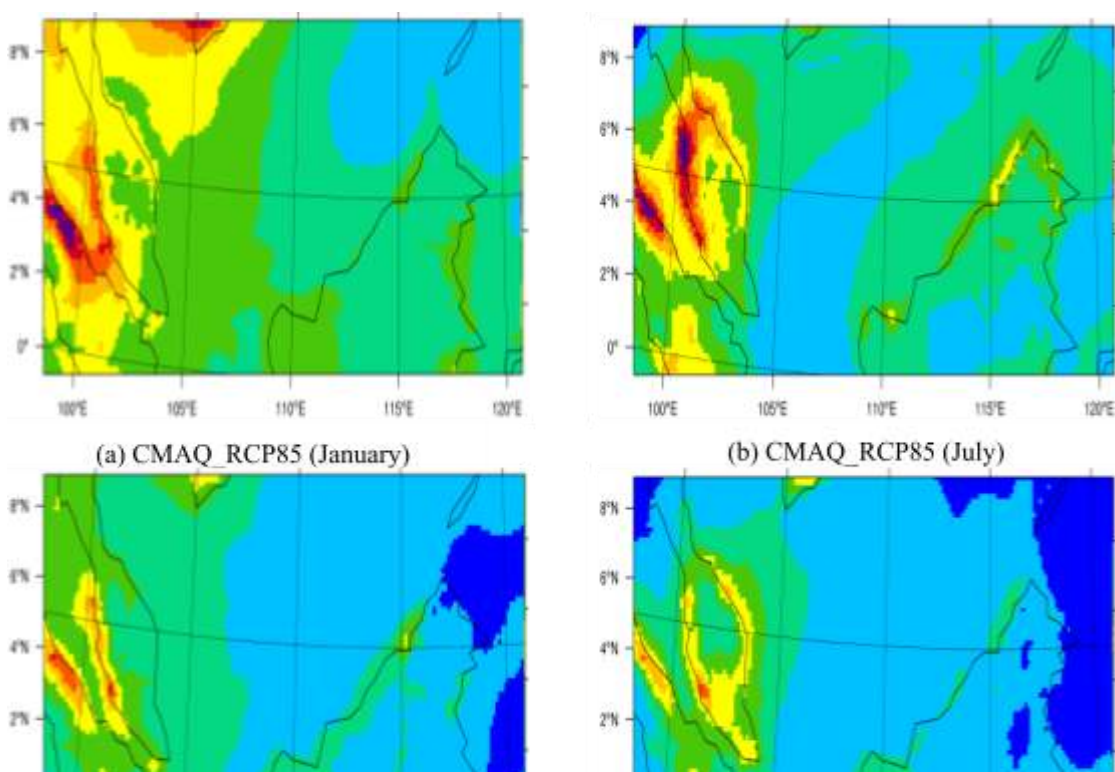 8°N 8°N
6°N 6°N
4°N 4°N
2°N 2°N
0° 0°
100°E 105°E 110°E 115°E 120°E 100°E 105°E 110°E 115°E 120°E
(a) CMAQ_RCP85 (January) (b) CMAQ_RCP85 (July)
8°N 8°N
6°N 6°N
4°N 4°N
2°N 2°N